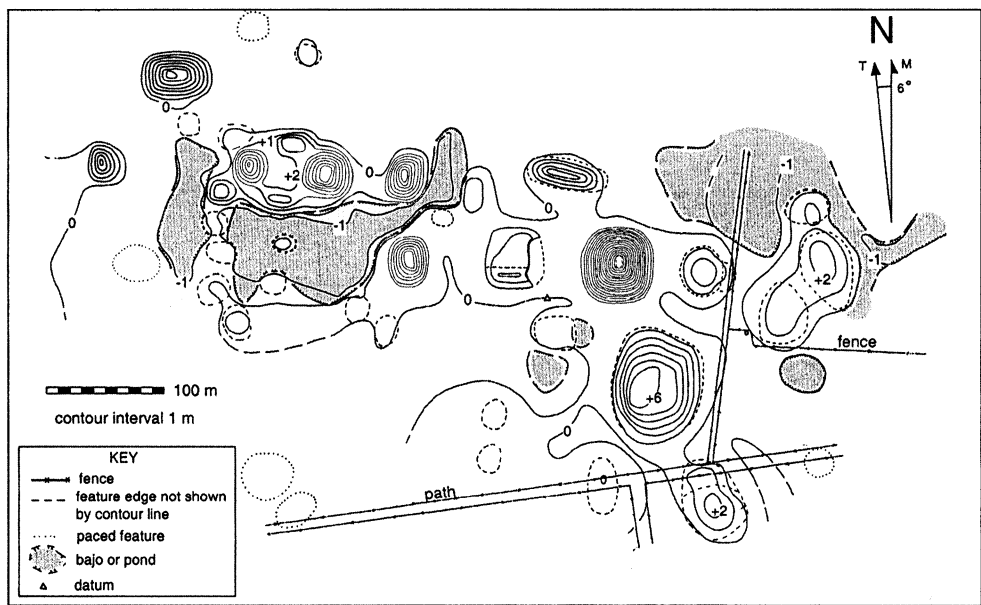 N
T M
6°
0
+1
+2
0
0
-1
0
-1
-1
+2
-1
0
0
fence
+6
100 m
contour interval 1 m
0
0
path
+2
KEY
fence
feature edge not shown
by contour line
paced feature
bajo or pond
datum